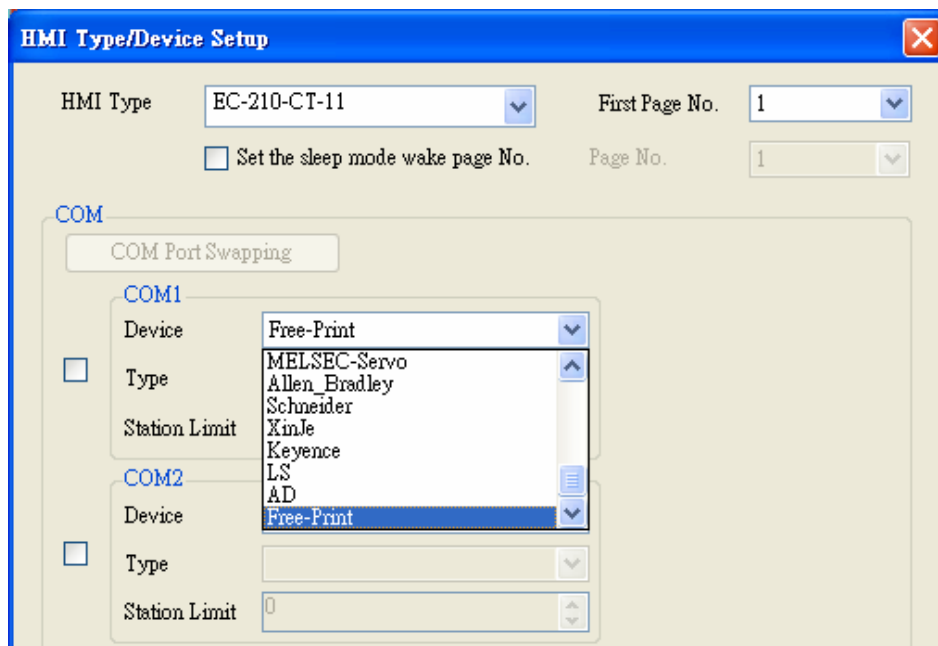 HMI Type/Device Setup
HMI Type EC-210-CT-11 First Page No. 1
Set the sleep mode wake page No. Page No. 1
COM
COM Port Swapping
COM1
Device Free-Print
MELSEC-Servo
Type Allen_Bradley
Schneider
Station Limit XinJe
Keyence
LS
COM2
AD
Device Free-Print
Type
Station Limit 0